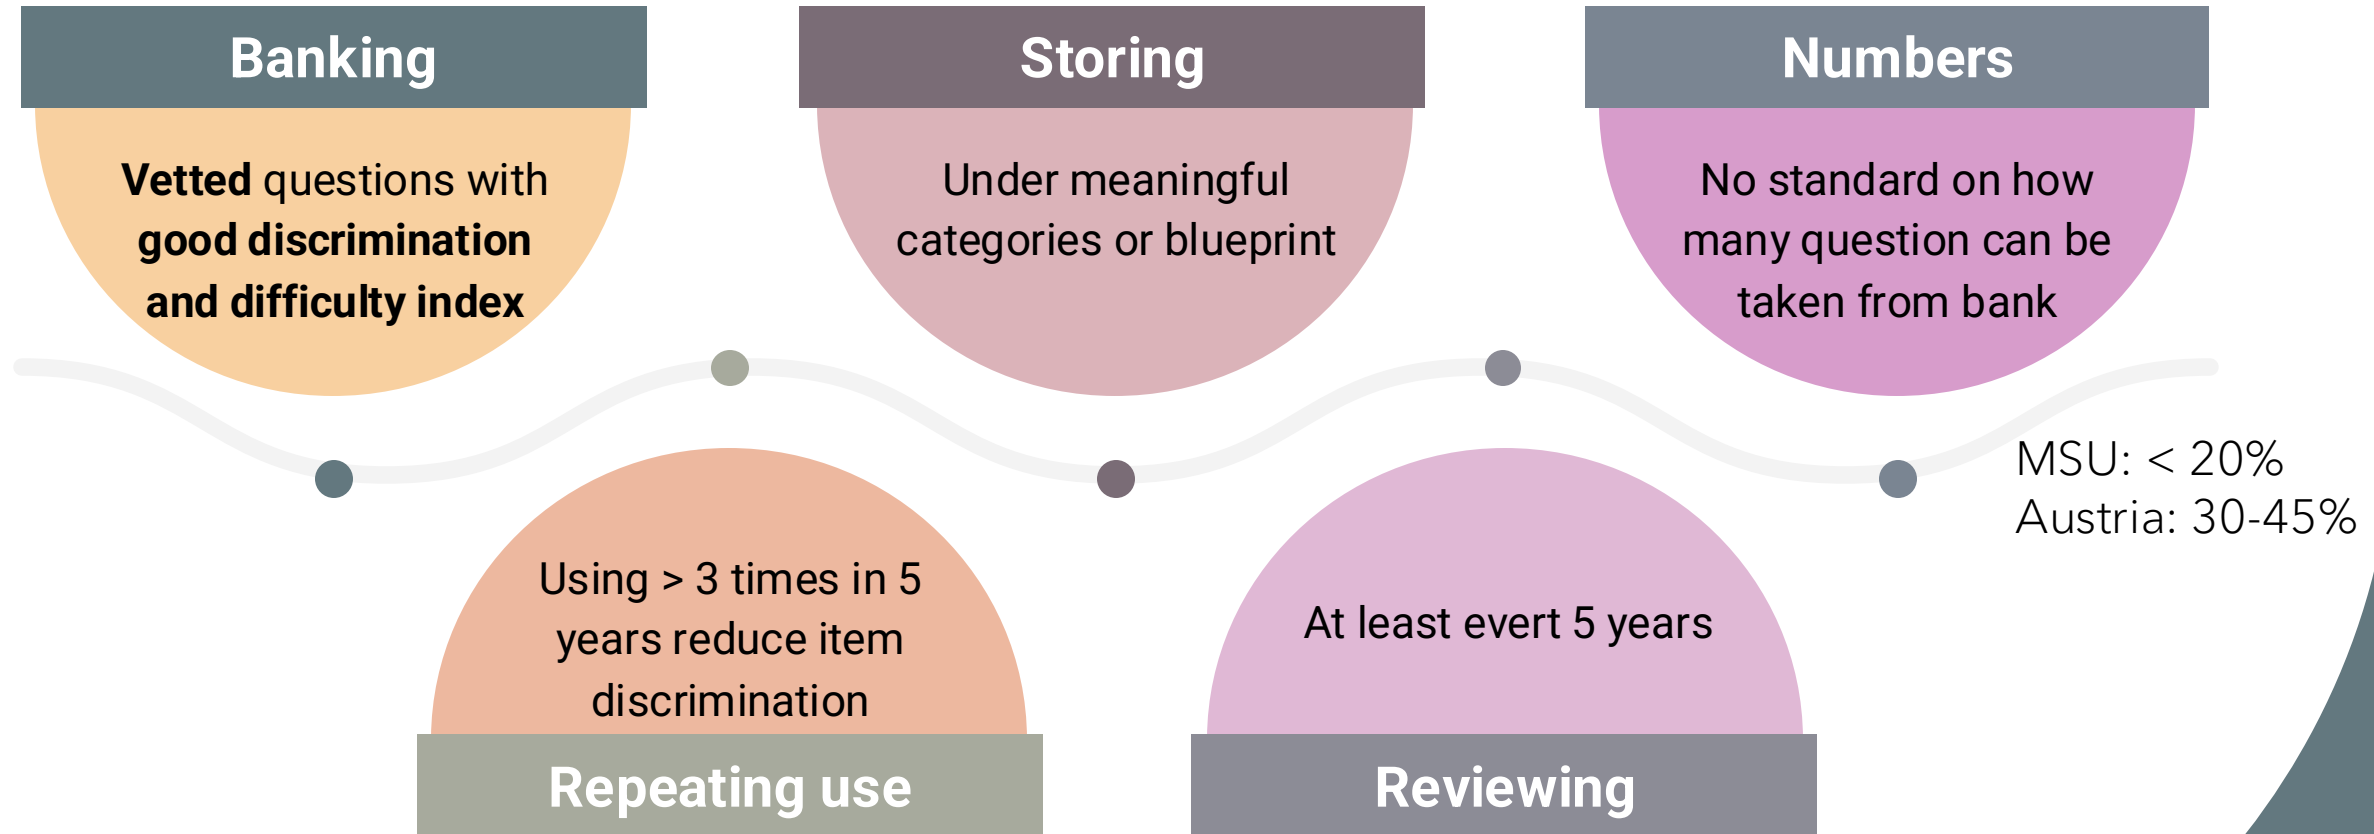 Banking
Vetted questions with
good discrimination
and difficulty index
Storing
Under meaningful
categories or blueprint
Numbers
No standard on how
many question can be
taken from bank
MSU: < 20%
Austria: 30-45%
Using > 3 times in 5
years reduce item
discrimination
Repeating use
At least evert 5 years
Reviewing